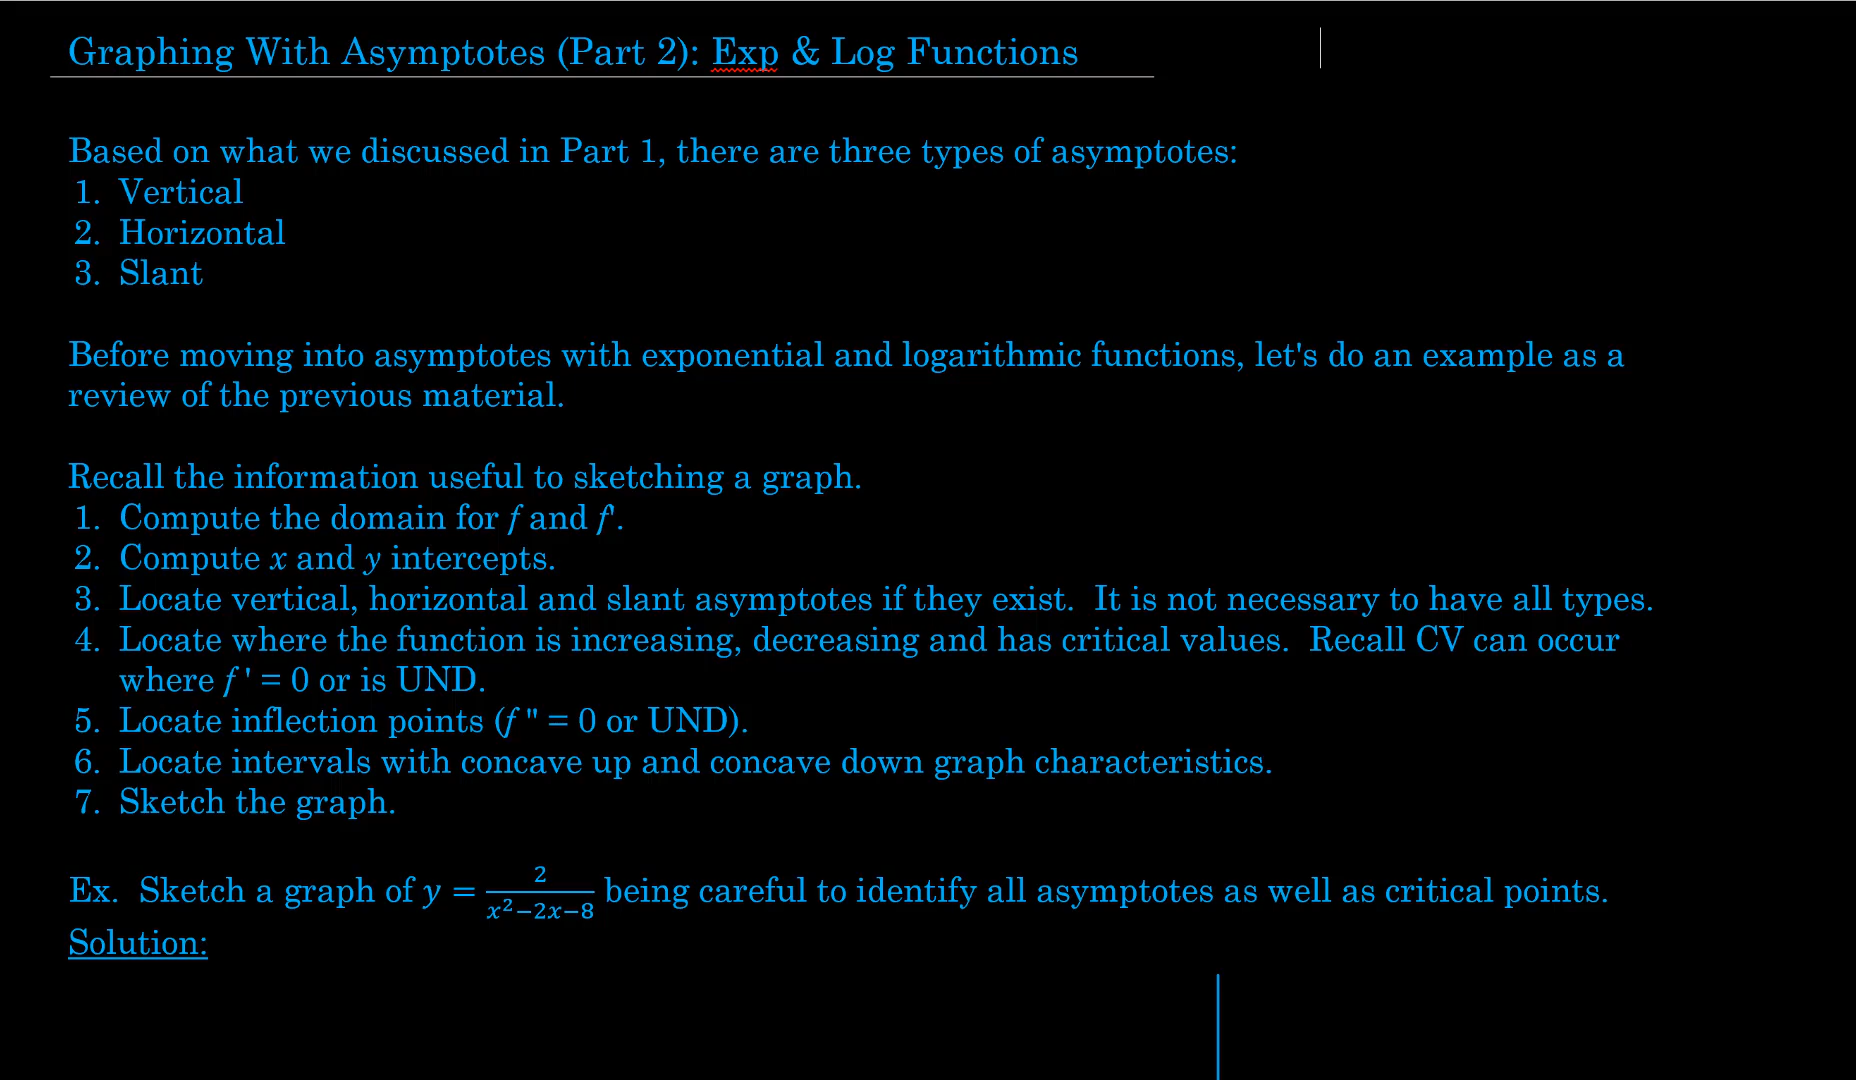 Graphing With Asymptotes (Part 2): Exp & Log Functions
Based on what we discussed in Part 1, there are three types of asymptotes:
1. Vertical
2. Horizontal
3. Slant
Before moving into asymptotes with exponential and logarithmic functions, let's do an example as a
review of the previous material.
Recall the information useful to sketching a graph.
1. Compute the domain for f and f'.
2. Compute x and y intercepts.
3. Locate vertical, horizontal and slant asymptotes if they exist.  It is not necessary to have all types.
4. Locate where the function is increasing, decreasing and has critical values.  Recall CV can occur
where f ' = 0 or is UND.
5. Locate inflection points (f " = 0 or UND).
6. Locate intervals with concave up and concave down graph characteristics.
7. Sketch the graph.
Ex.  Sketch a graph of y = 2/(x²−2x−8) being careful to identify all asymptotes as well as critical points.
Solution: